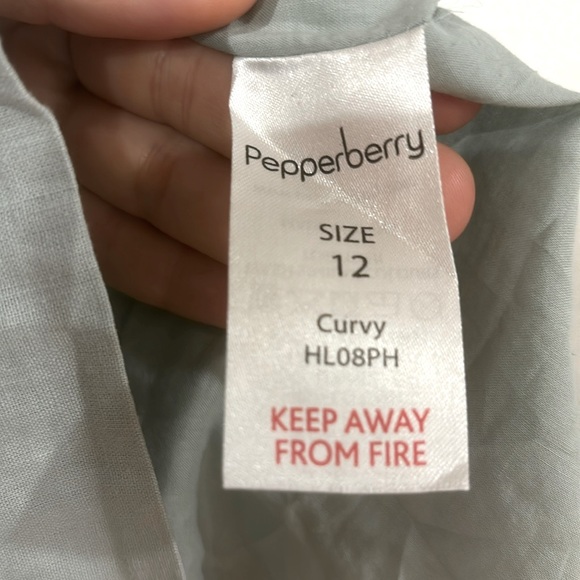 Pepperberry
SIZE
12
Curvy
HL08PH
KEEP AWAY
FROM FIRE